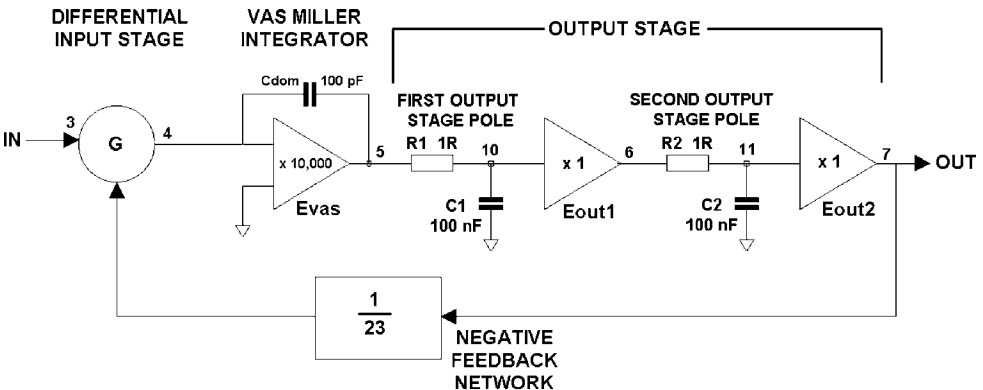 DIFFERENTIAL
INPUT STAGE
VAS MILLER
INTEGRATOR
OUTPUT STAGE
Cdom 100 pF
FIRST OUTPUT
STAGE POLE
SECOND OUTPUT
STAGE POLE
IN
3
G
4
x 10,000
Evas
5
R1 1R
10
C1
100 nF
x 1
Eout1
6
R2 1R
11
C2
100 nF
x 1
Eout2
7
OUT
1
23
NEGATIVE
FEEDBACK
NETWORK